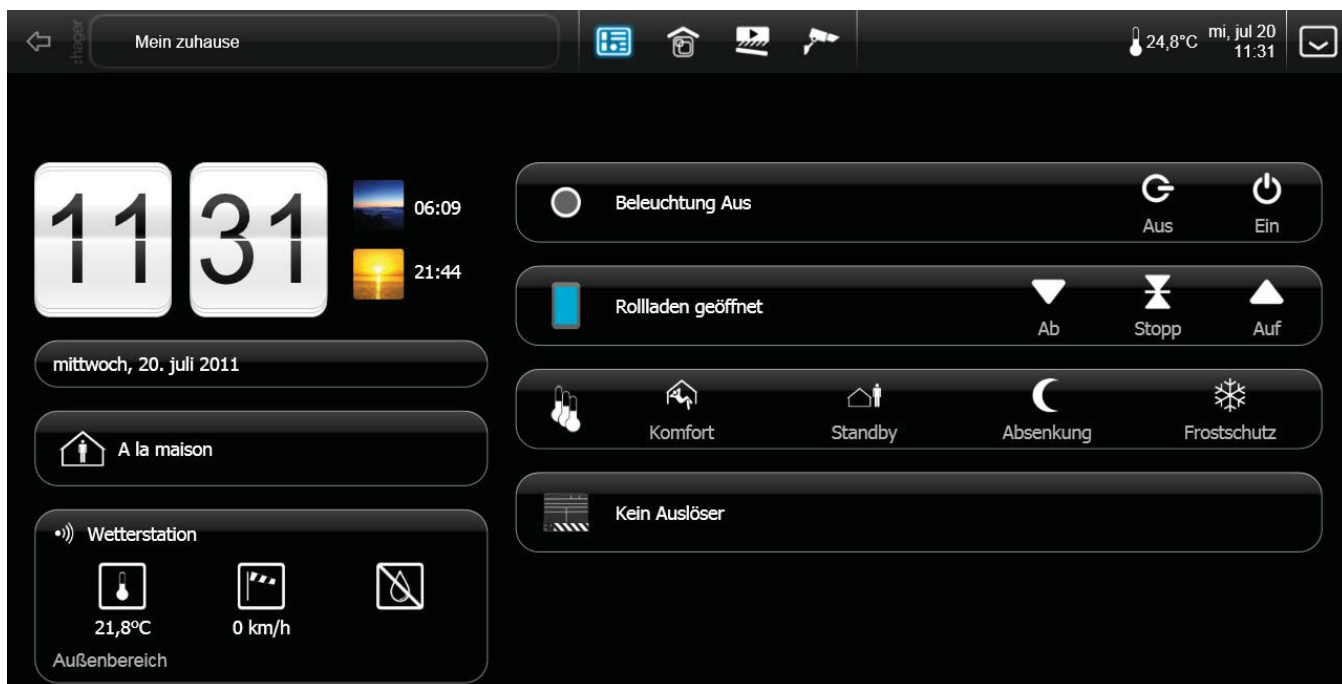 :hager
Mein zuhause
24,8°C
mi, jul 20
11:31
11 31
06:09
21:44
mittwoch, 20. juli 2011
A la maison
Wetterstation
21,8ºC
0 km/h
Außenbereich
Beleuchtung Aus
Aus
Ein
Rollladen geöffnet
Ab
Stopp
Auf
Komfort
Standby
Absenkung
Frostschutz
Kein Auslöser